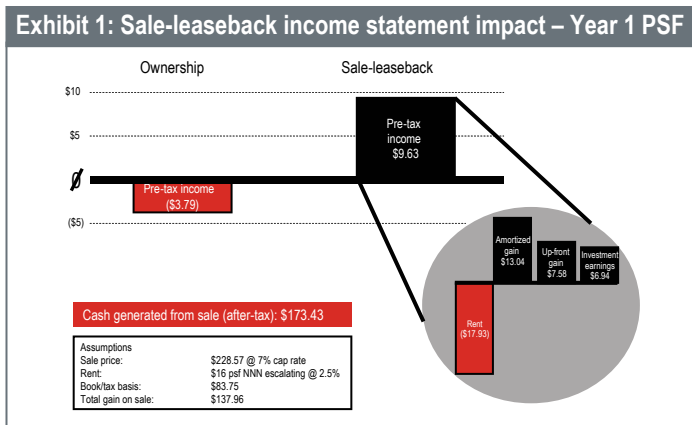 Exhibit 1: Sale-leaseback income statement impact – Year 1 PSF
Ownership
Sale-leaseback
$10
$5
0
($5)
Pre-tax income
($3.79)
Pre-tax
income
$9.63
Amortized
gain
$13.04
Up-front
gain
$7.58
Investment
earnings
$6.94
Rent
($17.93)
Cash generated from sale (after-tax): $173.43
Assumptions
Sale price: $228.57 @ 7% cap rate
Rent: $16 psf NNN escalating @ 2.5%
Book/tax basis: $83.75
Total gain on sale: $137.96